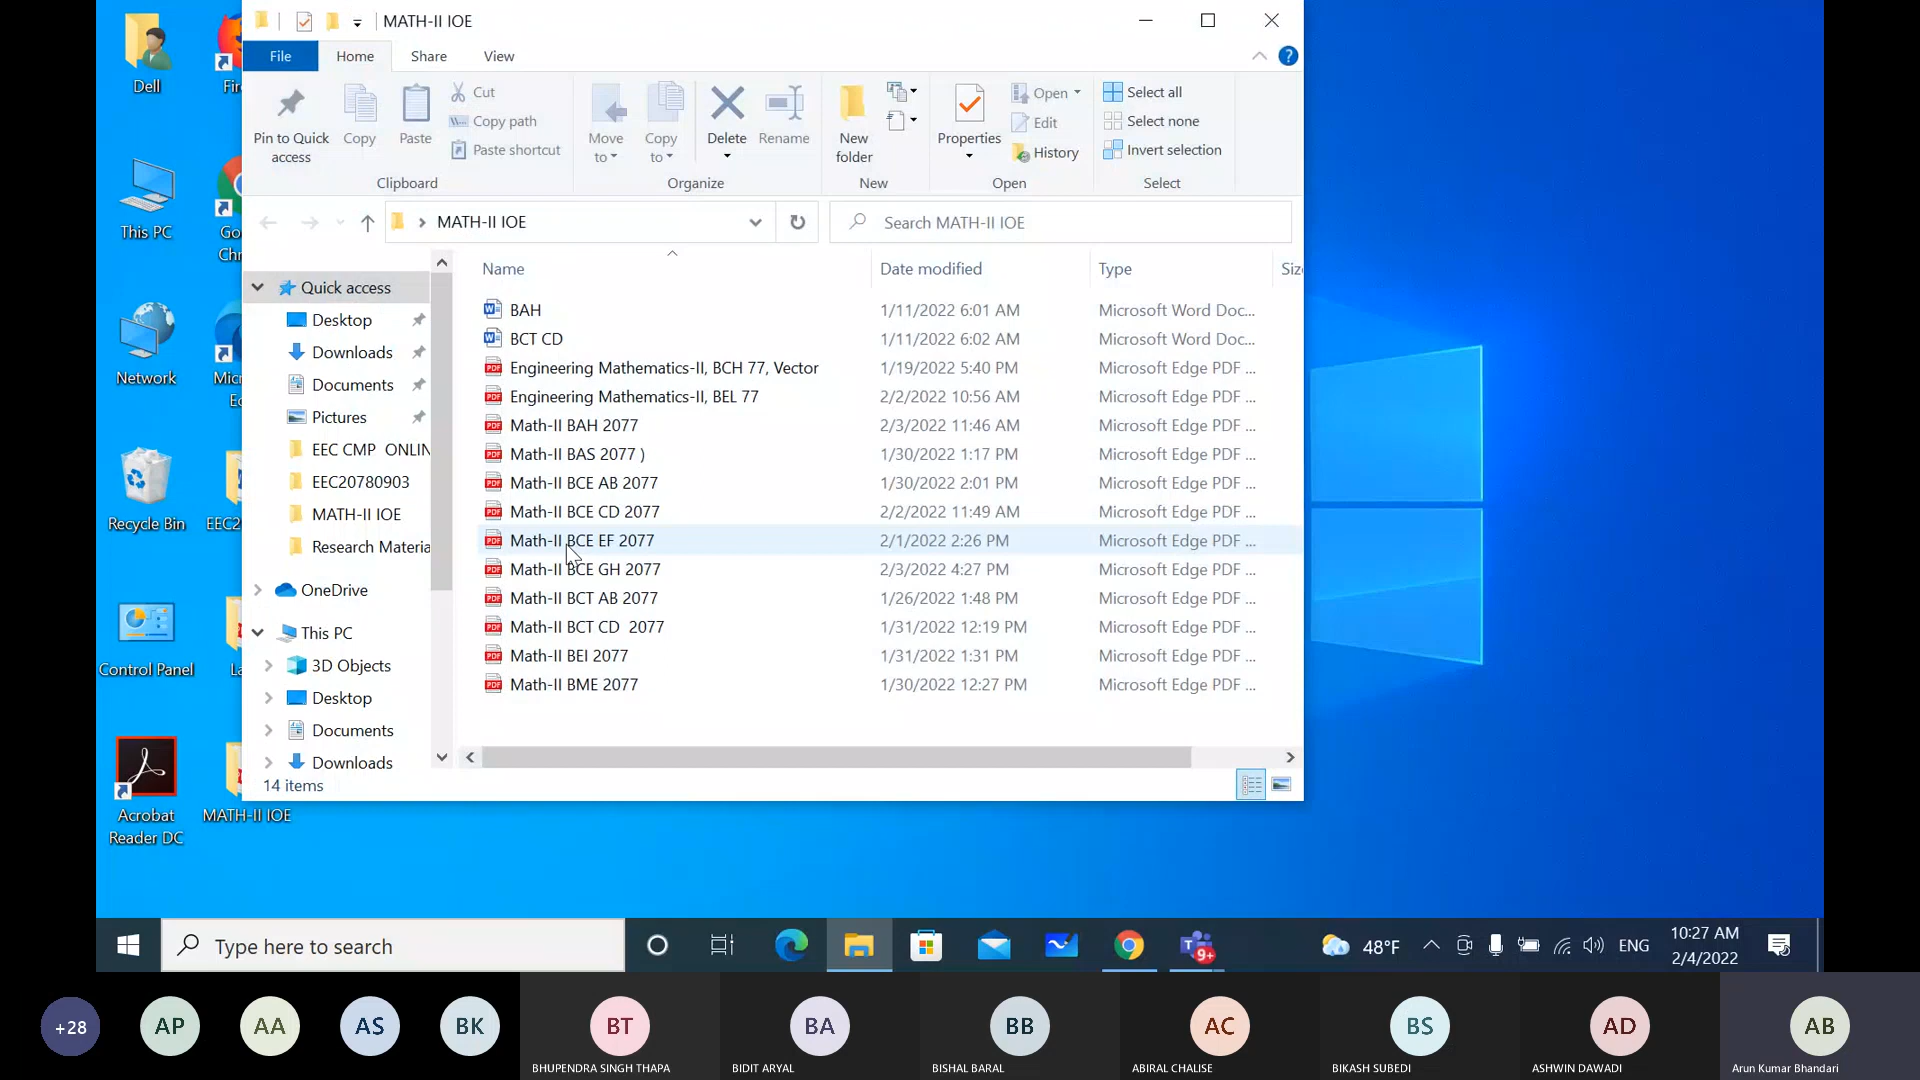 MATH-II IOE
File Home Share View
Pin to Quick access
Copy
Paste
Cut
Copy path
Paste shortcut
Clipboard
Move to
Copy to
Delete
Rename
Organize
New folder
New
Properties
Open
Edit
History
Open
Select all
Select none
Invert selection
Select
MATH-II IOE
Search MATH-II IOE
Quick access
Desktop
Downloads
Documents
Pictures
EEC CMP ONLIN
EEC20780903
MATH-II IOE
Research Materia
OneDrive
This PC
3D Objects
Desktop
Documents
Downloads
Name Date modified Type Siz
BAH 1/11/2022 6:01 AM Microsoft Word Doc...
BCT CD 1/11/2022 6:02 AM Microsoft Word Doc...
Engineering Mathematics-II, BCH 77, Vector 1/19/2022 5:40 PM Microsoft Edge PDF ...
Engineering Mathematics-II, BEL 77 2/2/2022 10:56 AM Microsoft Edge PDF ...
Math-II BAH 2077 2/3/2022 11:46 AM Microsoft Edge PDF ...
Math-II BAS 2077 ) 1/30/2022 1:17 PM Microsoft Edge PDF ...
Math-II BCE AB 2077 1/30/2022 2:01 PM Microsoft Edge PDF ...
Math-II BCE CD 2077 2/2/2022 11:49 AM Microsoft Edge PDF ...
Math-II BCE EF 2077 2/1/2022 2:26 PM Microsoft Edge PDF ...
Math-II BCE GH 2077 2/3/2022 4:27 PM Microsoft Edge PDF ...
Math-II BCT AB 2077 1/26/2022 1:48 PM Microsoft Edge PDF ...
Math-II BCT CD  2077 1/31/2022 12:19 PM Microsoft Edge PDF ...
Math-II BEI 2077 1/31/2022 1:31 PM Microsoft Edge PDF ...
Math-II BME 2077 1/30/2022 12:27 PM Microsoft Edge PDF ...
14 items
Dell
Fir
This PC
Go
Chr
Network
Micr
Ec
Recycle Bin
EEC2
Control Panel
La
Acrobat
Reader DC
MATH-II IOE
Type here to search
9+
48°F
ENG
10:27 AM
2/4/2022
+28 AP AA AS BK BT BA BB AC BS AD AB
BHUPENDRA SINGH THAPA BIDIT ARYAL BISHAL BARAL ABIRAL CHALISE BIKASH SUBEDI ASHWIN DAWADI Arun Kumar Bhandari